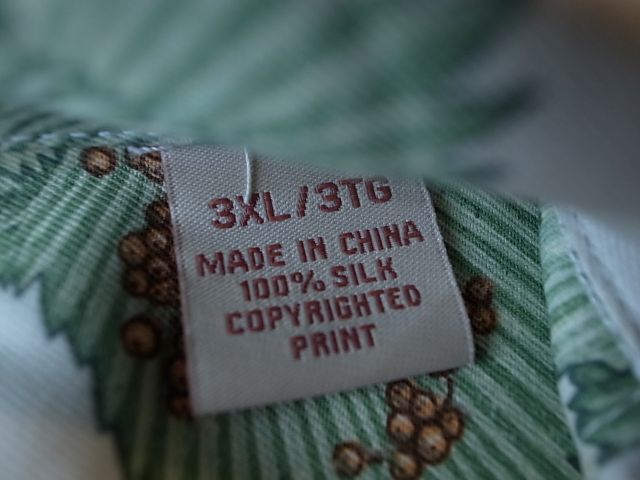 3XL/3TG
MADE IN CHINA
100% SILK
COPYRIGHTED
PRINT